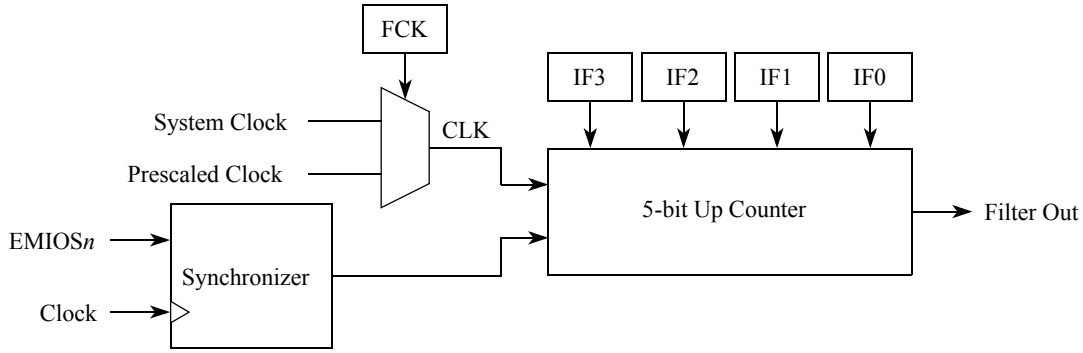 FCK
IF3 IF2 IF1 IF0
System Clock
CLK
Prescaled Clock
5-bit Up Counter
Filter Out
EMIOSn
Synchronizer
Clock